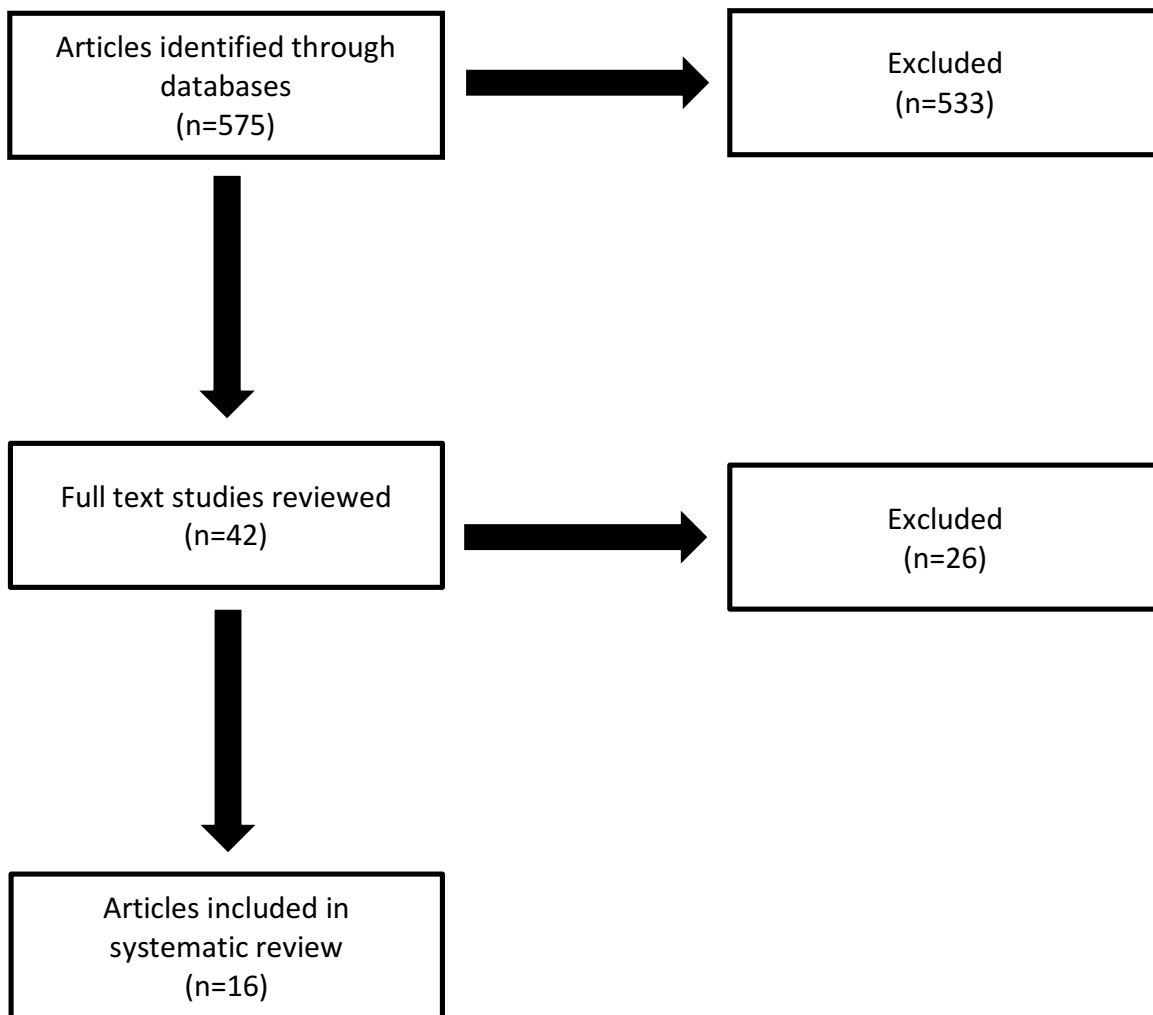 Articles identified through
databases
(n=575)
Excluded
(n=533)
Full text studies reviewed
(n=42)
Excluded
(n=26)
Articles included in
systematic review
(n=16)